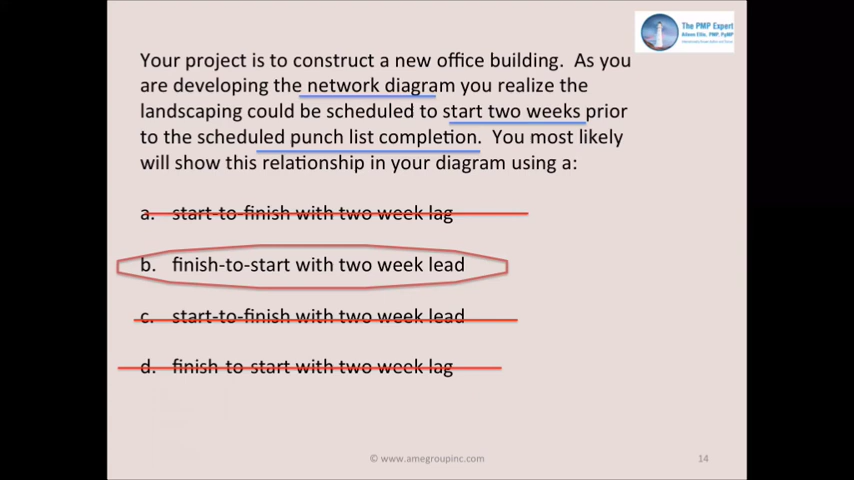 The PMP Expert
Your project is to construct a new office building. As you
are developing the network diagram you realize the
landscaping could be scheduled to start two weeks prior
to the scheduled punch list completion. You most likely
will show this relationship in your diagram using a:
a. start-to-finish with two week lag
b. finish-to-start with two week lead
c. start-to-finish with two week lead
d. finish-to-start with two week lag
© www.amegroupinc.com
14